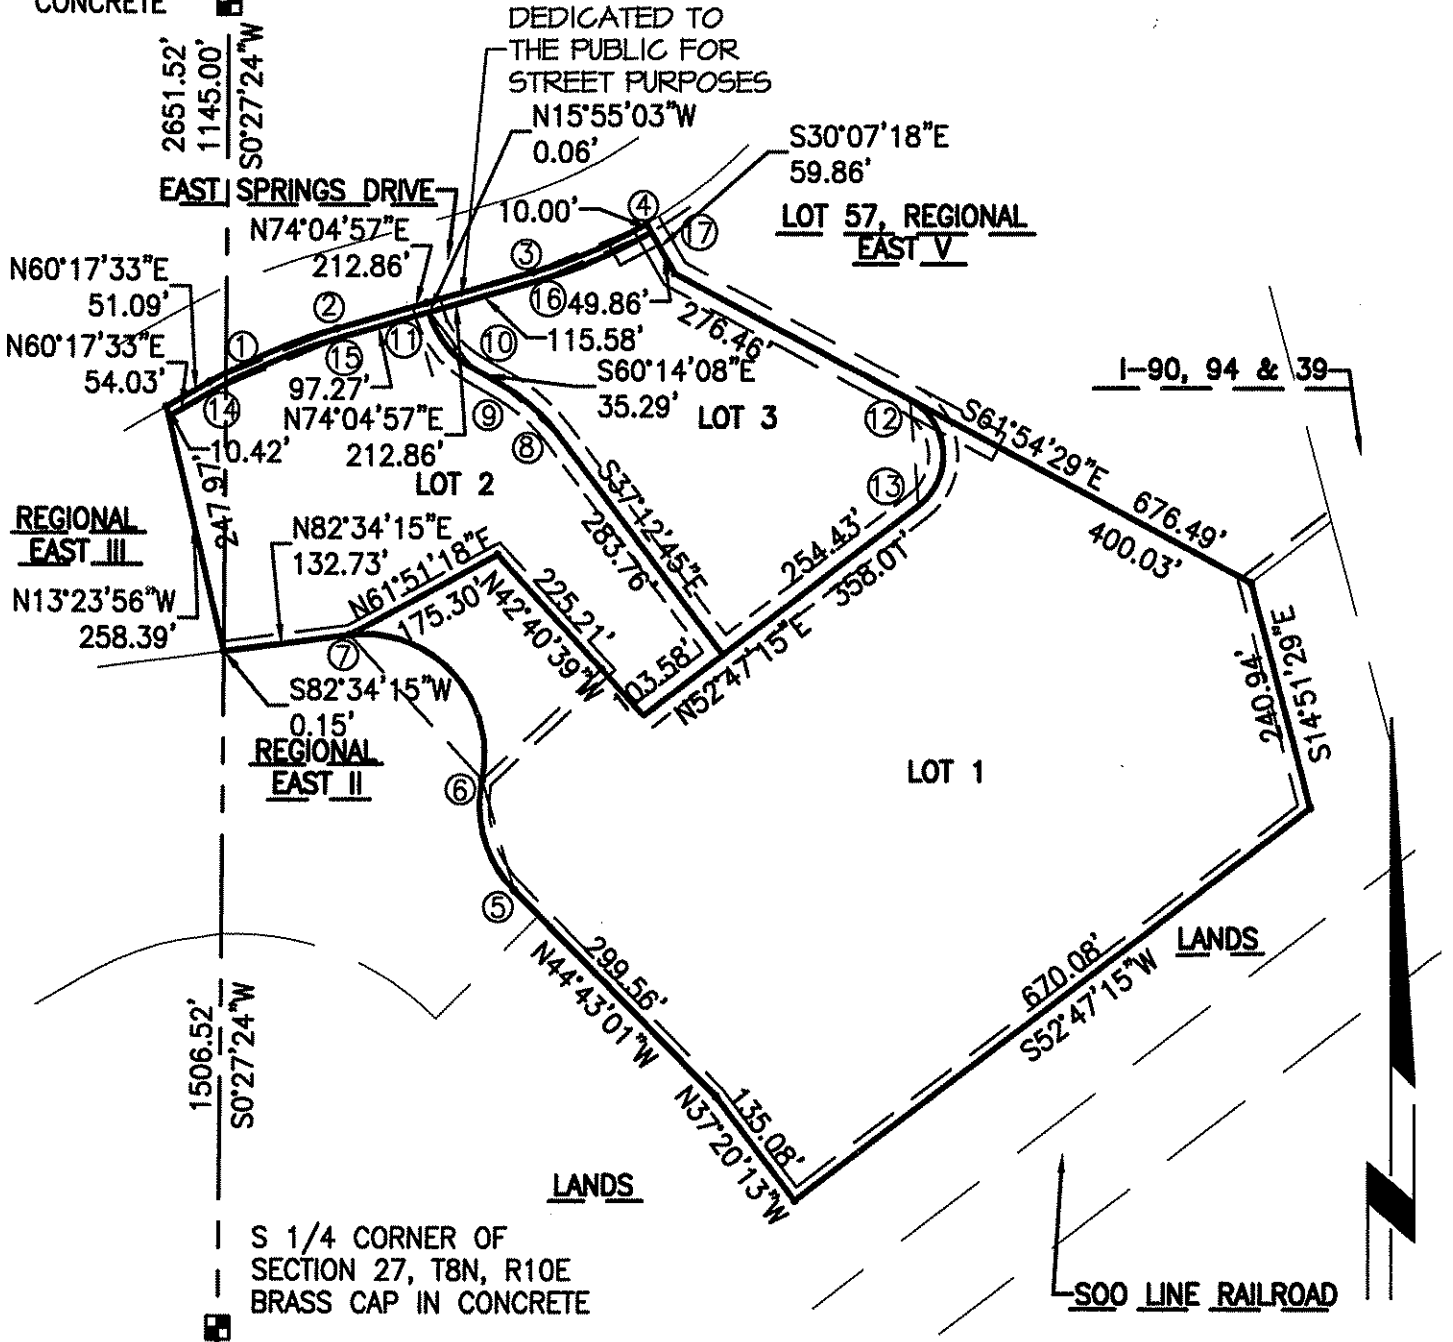 CONCRETE
2651.52'
1145.00'
S0°27'24"W
DEDICATED TO
THE PUBLIC FOR
STREET PURPOSES
N15°55'03"W
0.06'
S30°07'18"E
59.86'
EAST SPRINGS DRIVE
10.00'
4
17
LOT 57, REGIONAL
EAST V
N74°04'57"E
212.86'
3
N60°17'33"E
51.09'
2
16
49.86'
276.46'
N60°17'33"E
54.03'
1
15
11
10
115.58'
I-90, 94 & 39
14
97.27'
S60°14'08"E
35.29'
LOT 3
12
S61°54'29"E
676.49'
400.03'
10.42'
N74°04'57"E
212.86'
9
8
LOT 2
247.97'
13
REGIONAL
EAST III
N82°34'15"E
132.73'
S37°12'45"E
283.76'
254.43'
358.01'
N52°47'15"E
N13°23'56"W
258.39'
N61°51'18"E
175.30'
225.21'
N42°40'39"W
03.58'
7
S82°34'15"W
0.15'
240.94'
S14°51'29"E
REGIONAL
EAST II
6
LOT 1
5
299.56'
N44°43'01"W
LANDS
670.08'
S52°47'15"W
1506.52'
S0°27'24"W
135.08'
N37°20'13"W
LANDS
S 1/4 CORNER OF
SECTION 27, T8N, R10E
BRASS CAP IN CONCRETE
SOO LINE RAILROAD